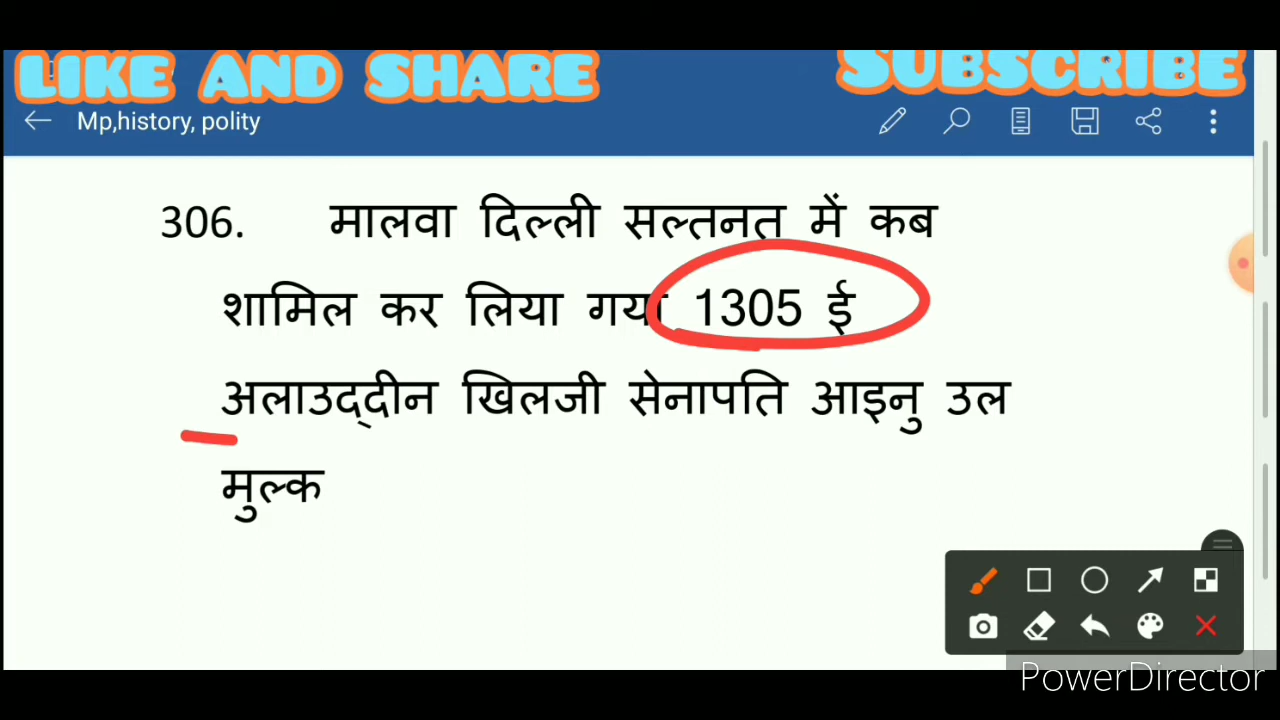 LIKE AND SHARE SUBSCRIBE
Mp,history, polity
306. मालवा दिल्ली सल्तनत में कब
शामिल कर लिया गया 1305 ई
अलाउद्दीन खिलजी सेनापति आइनु उल
मुल्क
PowerDirector